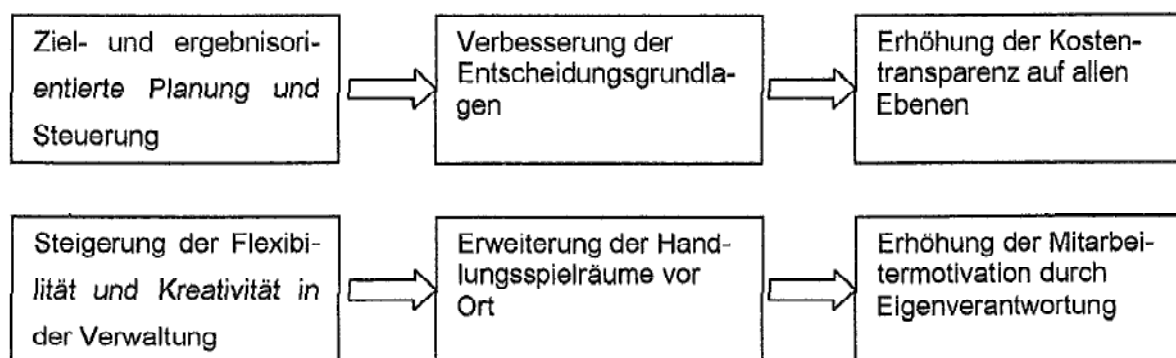 Ziel- und ergebnisori-
entierte Planung und
Steuerung
Verbesserung der
Entscheidungsgrundla-
gen
Erhöhung der Kosten-
transparenz auf allen
Ebenen
Steigerung der Flexibi-
lität und Kreativität in
der Verwaltung
Erweiterung der Hand-
lungsspielräume vor
Ort
Erhöhung der Mitarbei-
termotivation durch
Eigenverantwortung